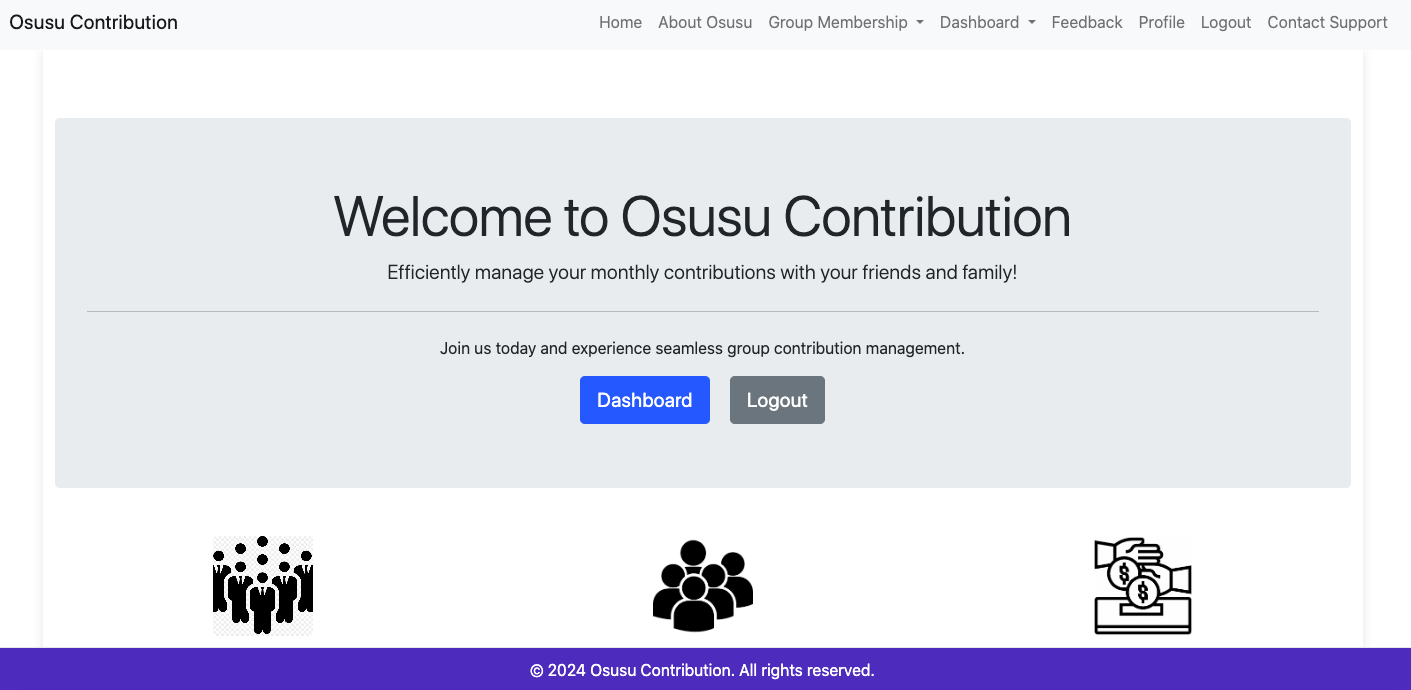 Osusu Contribution
Home About Osusu Group Membership Dashboard Feedback Profile Logout Contact Support
Welcome to Osusu Contribution
Efficiently manage your monthly contributions with your friends and family!
Join us today and experience seamless group contribution management.
Dashboard Logout
$ $
© 2024 Osusu Contribution. All rights reserved.